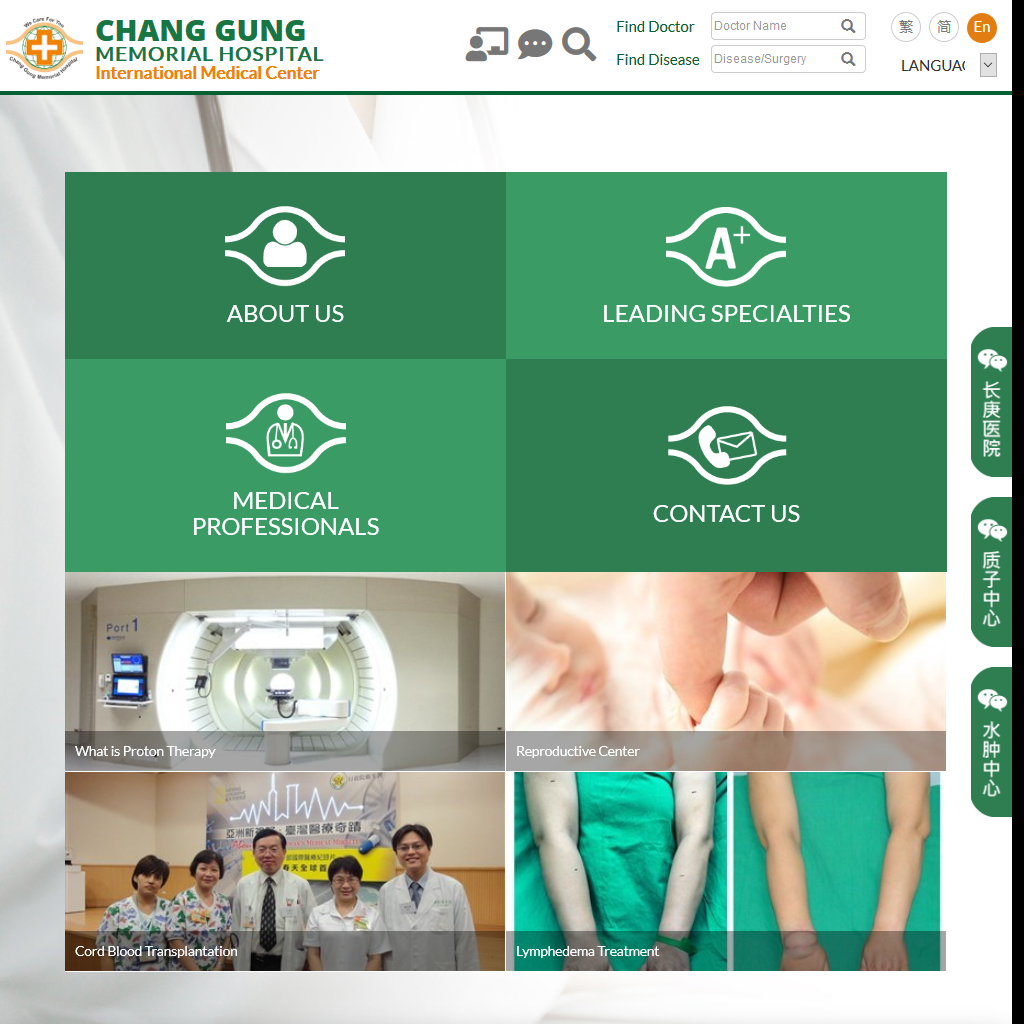 We Care For You
Chang Gung Memorial Hospital
CHANG GUNG
MEMORIAL HOSPITAL
International Medical Center
Find Doctor
Doctor Name
繁
简
En
Find Disease
Disease/Surgery
LANGUAG
ABOUT US
A+
LEADING SPECIALTIES
MEDICAL
PROFESSIONALS
CONTACT US
长庚医院
质子中心
水肿中心
Port 1
What is Proton Therapy
Reproductive Center
Cord Blood Transplantation
Lymphedema Treatment